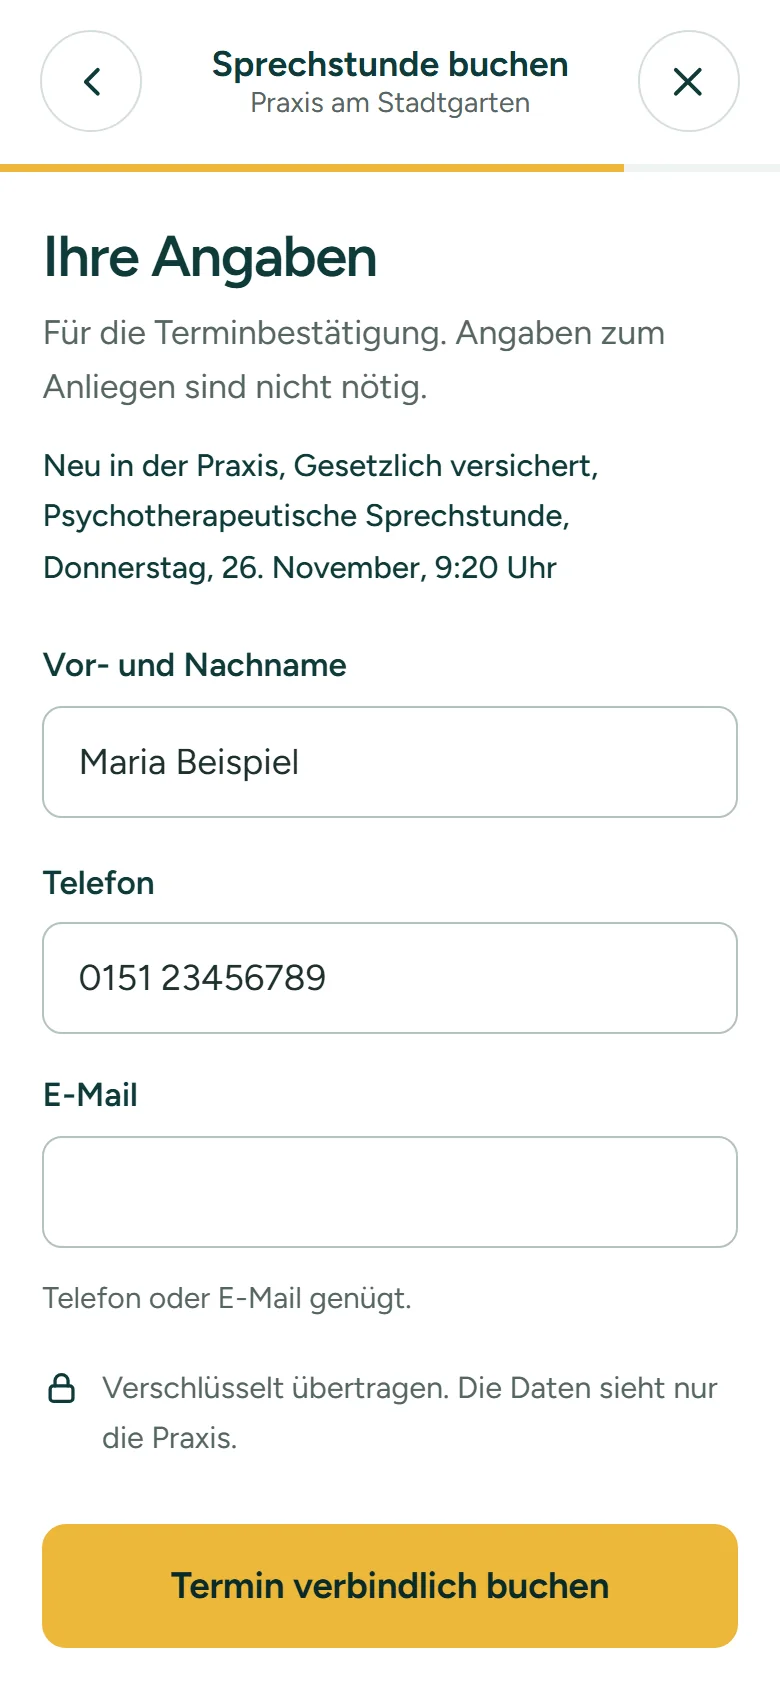 Sprechstunde buchen
Praxis am Stadtgarten
Ihre Angaben
Für die Terminbestätigung. Angaben zum
Anliegen sind nicht nötig.
Neu in der Praxis, Gesetzlich versichert,
Psychotherapeutische Sprechstunde,
Donnerstag, 26. November, 9:20 Uhr
Vor- und Nachname
Maria Beispiel
Telefon
0151 23456789
E-Mail
Telefon oder E-Mail genügt.
Verschlüsselt übertragen. Die Daten sieht nur
die Praxis.
Termin verbindlich buchen